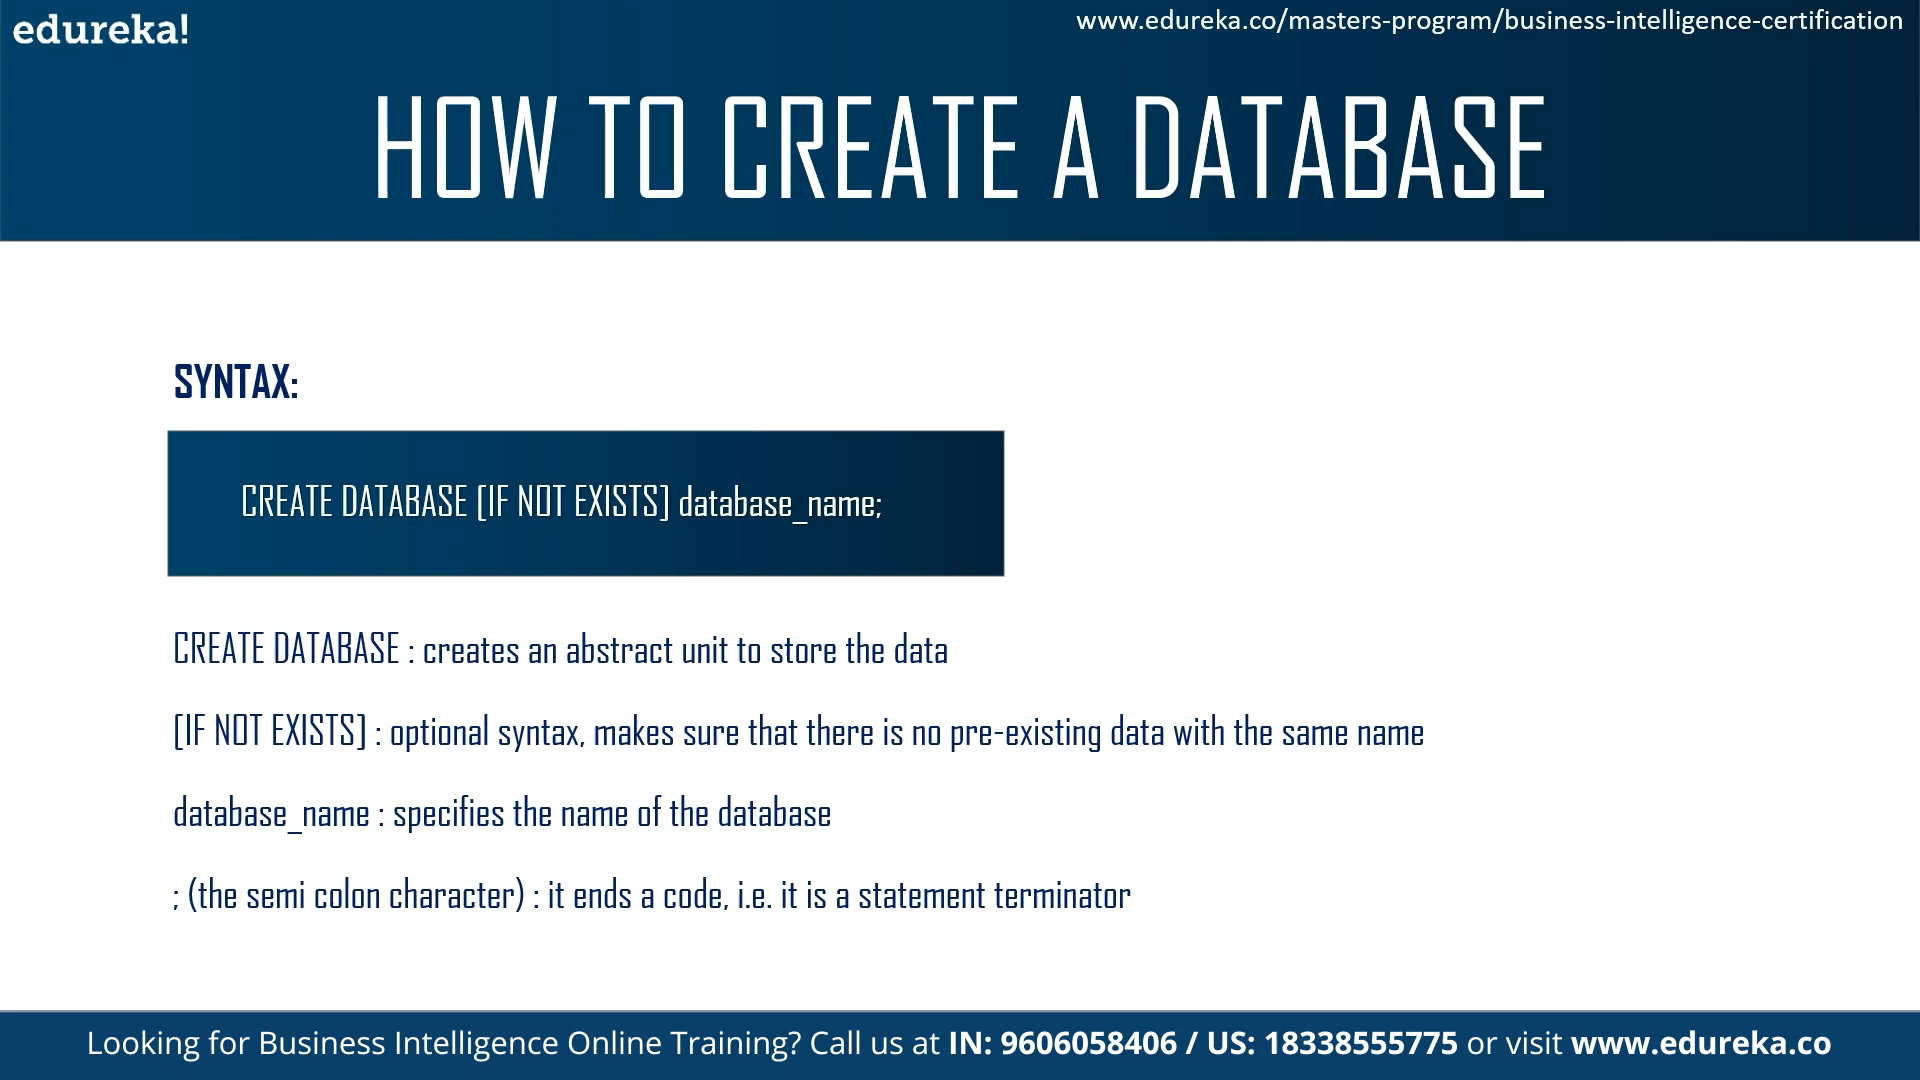 edureka!
www.edureka.co/masters-program/business-intelligence-certification
HOW TO CREATE A DATABASE
SYNTAX:
CREATE DATABASE [IF NOT EXISTS] database_name;
CREATE DATABASE : creates an abstract unit to store the data
[IF NOT EXISTS] : optional syntax, makes sure that there is no pre-existing data with the same name
database_name : specifies the name of the database
; (the semi colon character) : it ends a code, i.e. it is a statement terminator
Looking for Business Intelligence Online Training? Call us at IN: 9606058406 / US: 18338555775 or visit www.edureka.co